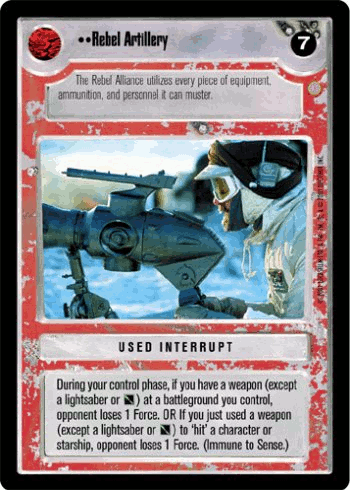 ••Rebel Artillery
7
The Rebel Alliance utilizes every piece of equipment,
ammunition, and personnel it can muster.
USED INTERRUPT
During your control phase, if you have a weapon (except
a lightsaber or ) at a battleground you control,
opponent loses 1 Force. OR If you just used a weapon
(except a lightsaber or ) to 'hit' a character or
starship, opponent loses 1 Force. (Immune to Sense.)